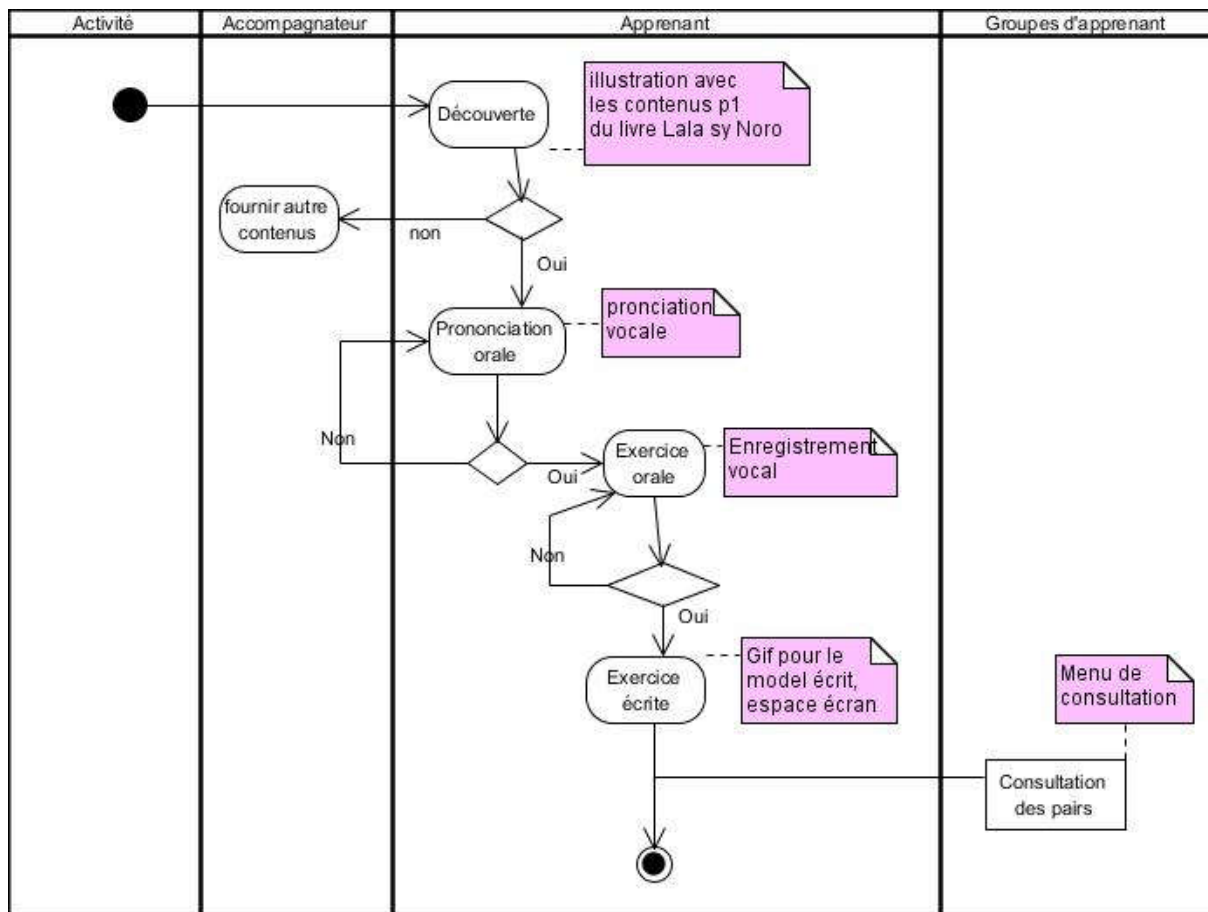 Activité
Accompagnateur
Apprenant
Groupes d'apprenant
illustration avec
les contenus p1
du livre Lala sy Noro
Découverte
fournir autre
contenus
non
Oui
pronciation
vocale
Prononciation
orale
Non
Oui
Exercice
orale
Enregistrement
vocal
Non
Oui
Exercice
écrite
Gif pour le
model écrit,
espace écran
Menu de
consultation
Consultation
des pairs